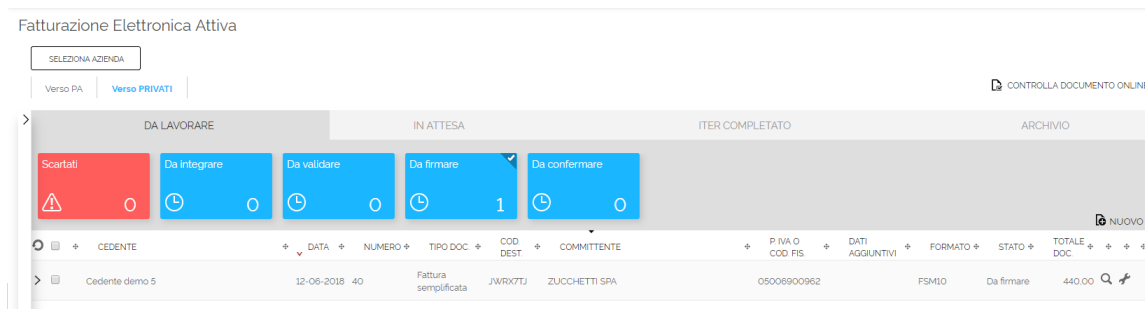 Fatturazione Elettronica Attiva
SELEZIONA AZIENDA
Verso PA
Verso PRIVATI
CONTROLLA DOCUMENTO ONLINE
DA LAVORARE
IN ATTESA
ITER COMPLETATO
ARCHIVIO
Scartati
0
Da integrare
0
Da validare
0
Da firmare
1
Da confermare
0
NUOVO
CEDENTE
DATA
NUMERO
TIPO DOC.
COD. DEST.
COMMITTENTE
P. IVA O COD. FIS.
DATI AGGIUNTIVI
FORMATO
STATO
TOTALE DOC.
Cedente demo 5
12-06-2018
40
Fattura semplificata
JWRX7TJ
ZUCCHETTI SPA
05006900962
FSM10
Da firmare
440,00